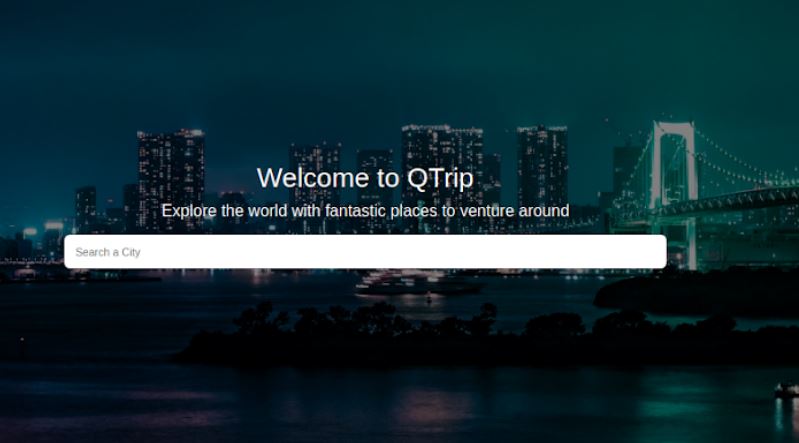 Welcome to QTrip
Explore the world with fantastic places to venture around
Search a City